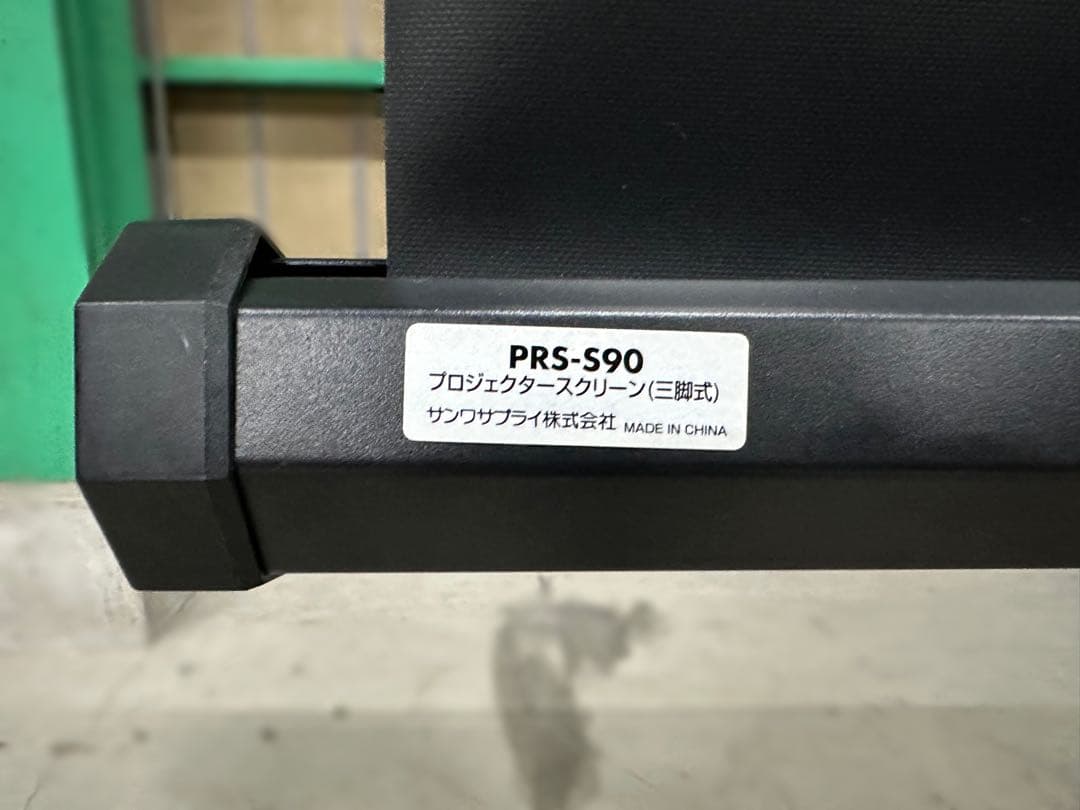 PRS-S90
プロジェクタースクリーン(三脚式)
サンワサプライ株式会社 MADE IN CHINA